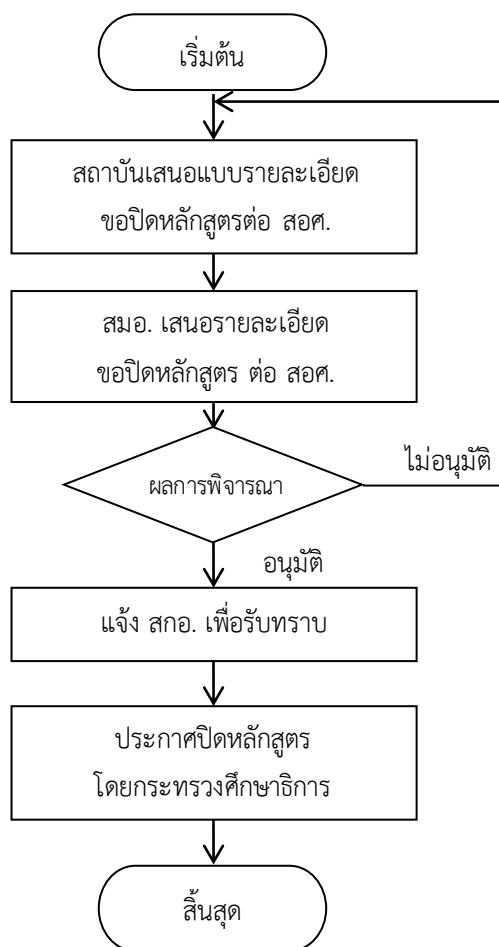 เริ่มต้น
สถาบันเสนอแบบรายละเอียด
ขอปิดหลักสูตรต่อ สอศ.
สมอ. เสนอรายละเอียด
ขอปิดหลักสูตร ต่อ สอศ.
ผลการพิจารณา
ไม่อนุมัติ
อนุมัติ
แจ้ง สกอ. เพื่อรับทราบ
ประกาศปิดหลักสูตร
โดยกระทรวงศึกษาธิการ
สิ้นสุด